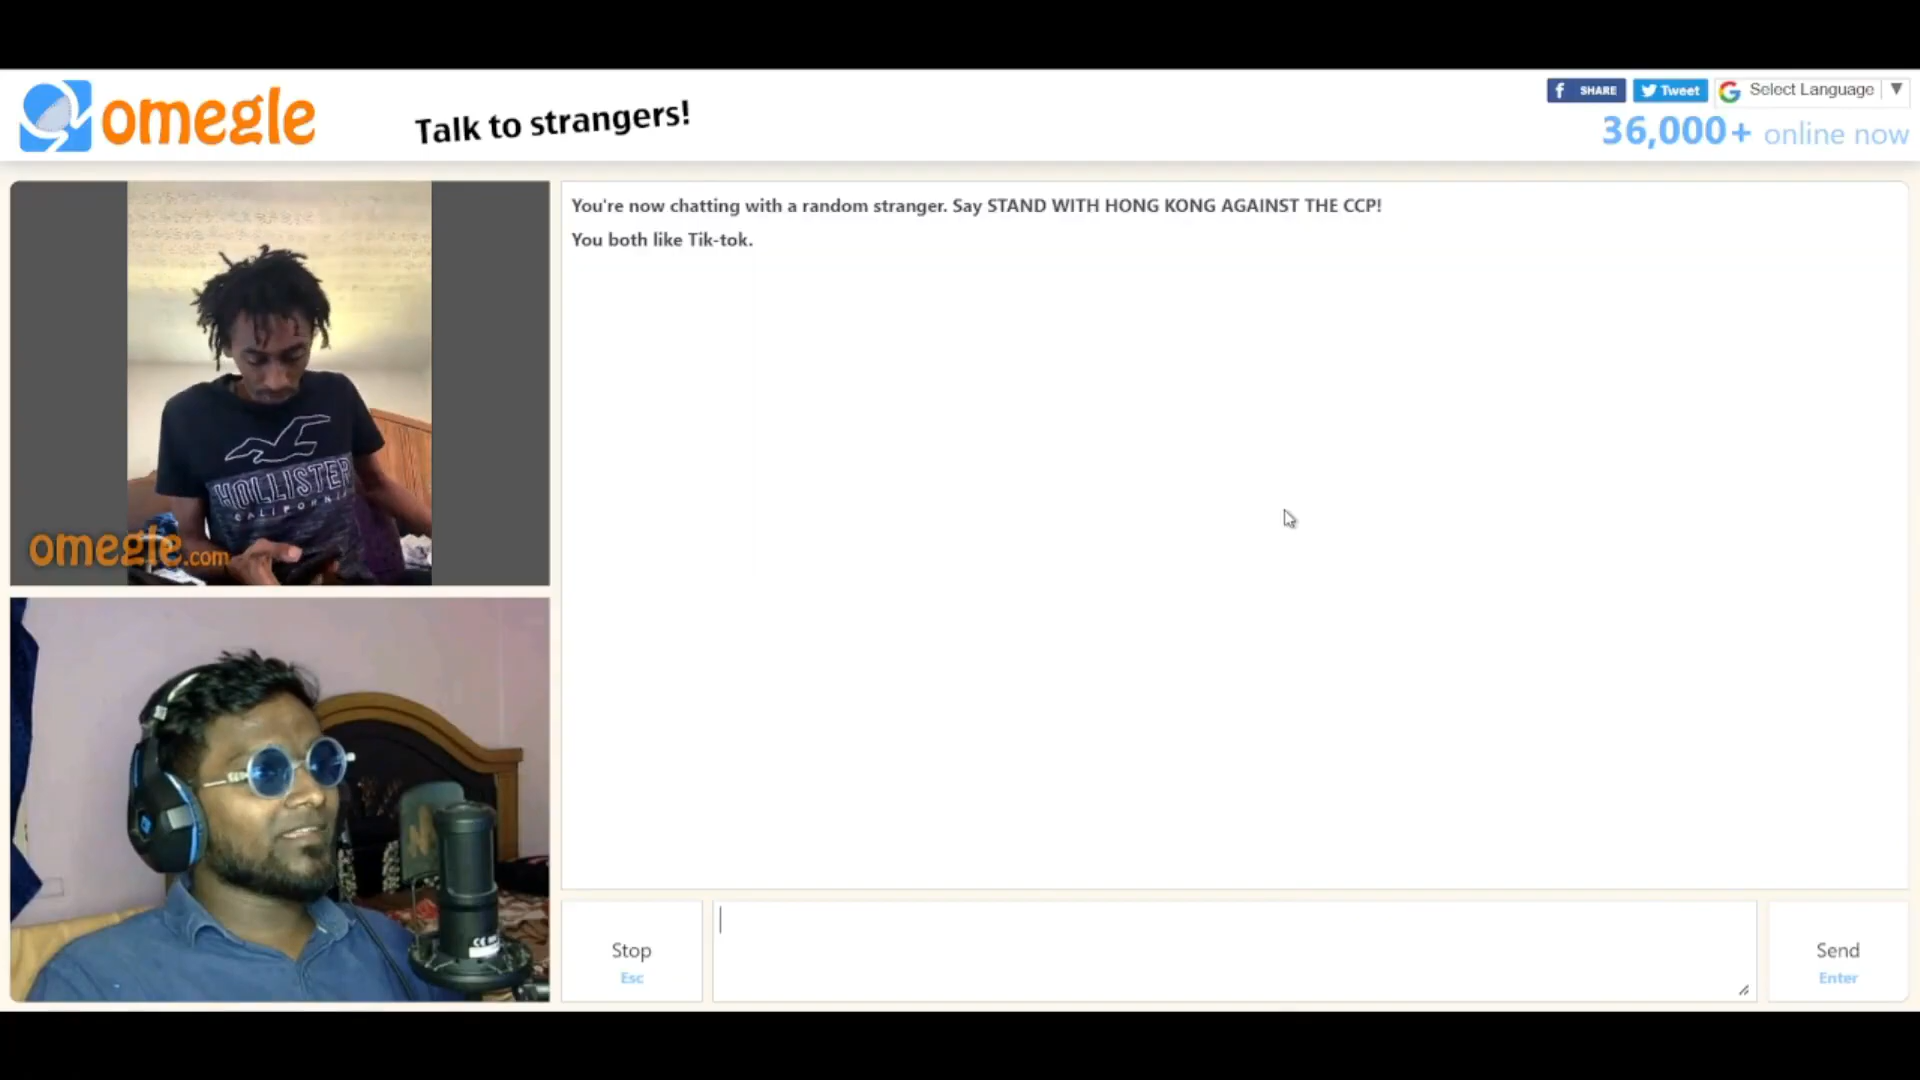 omegle
Talk to strangers!
f SHARE
Tweet
G Select Language ▼
36,000+ online now
You're now chatting with a random stranger. Say STAND WITH HONG KONG AGAINST THE CCP!
You both like Tik-tok.
HOLLISTER
CALIFORNIA
omegle.com
CE
Stop
Esc
Send
Enter